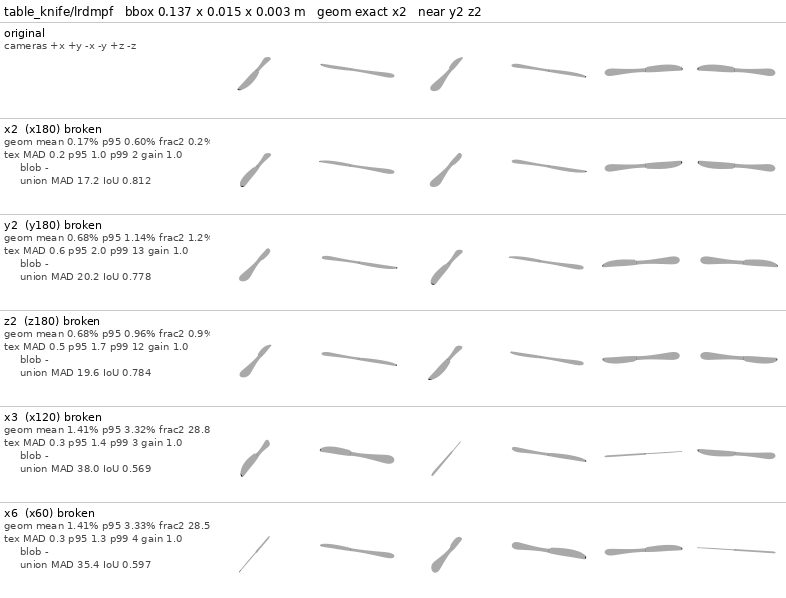 table_knife/lrdmpf   bbox 0.137 x 0.015 x 0.003 m   geom exact x2   near y2 z2
original
cameras +x +y -x -y +z -z
x2  (x180) broken
geom mean 0.17% p95 0.60% frac2 0.2%
tex MAD 0.2 p95 1.0 p99 2 gain 1.0
blob -
union MAD 17.2 IoU 0.812
y2  (y180) broken
geom mean 0.68% p95 1.14% frac2 1.2%
tex MAD 0.6 p95 2.0 p99 13 gain 1.0
blob -
union MAD 20.2 IoU 0.778
z2  (z180) broken
geom mean 0.68% p95 0.96% frac2 0.9%
tex MAD 0.5 p95 1.7 p99 12 gain 1.0
blob -
union MAD 19.6 IoU 0.784
x3  (x120) broken
geom mean 1.41% p95 3.32% frac2 28.8
tex MAD 0.3 p95 1.4 p99 3 gain 1.0
blob -
union MAD 38.0 IoU 0.569
x6  (x60) broken
geom mean 1.41% p95 3.33% frac2 28.5
tex MAD 0.3 p95 1.3 p99 4 gain 1.0
blob -
union MAD 35.4 IoU 0.597